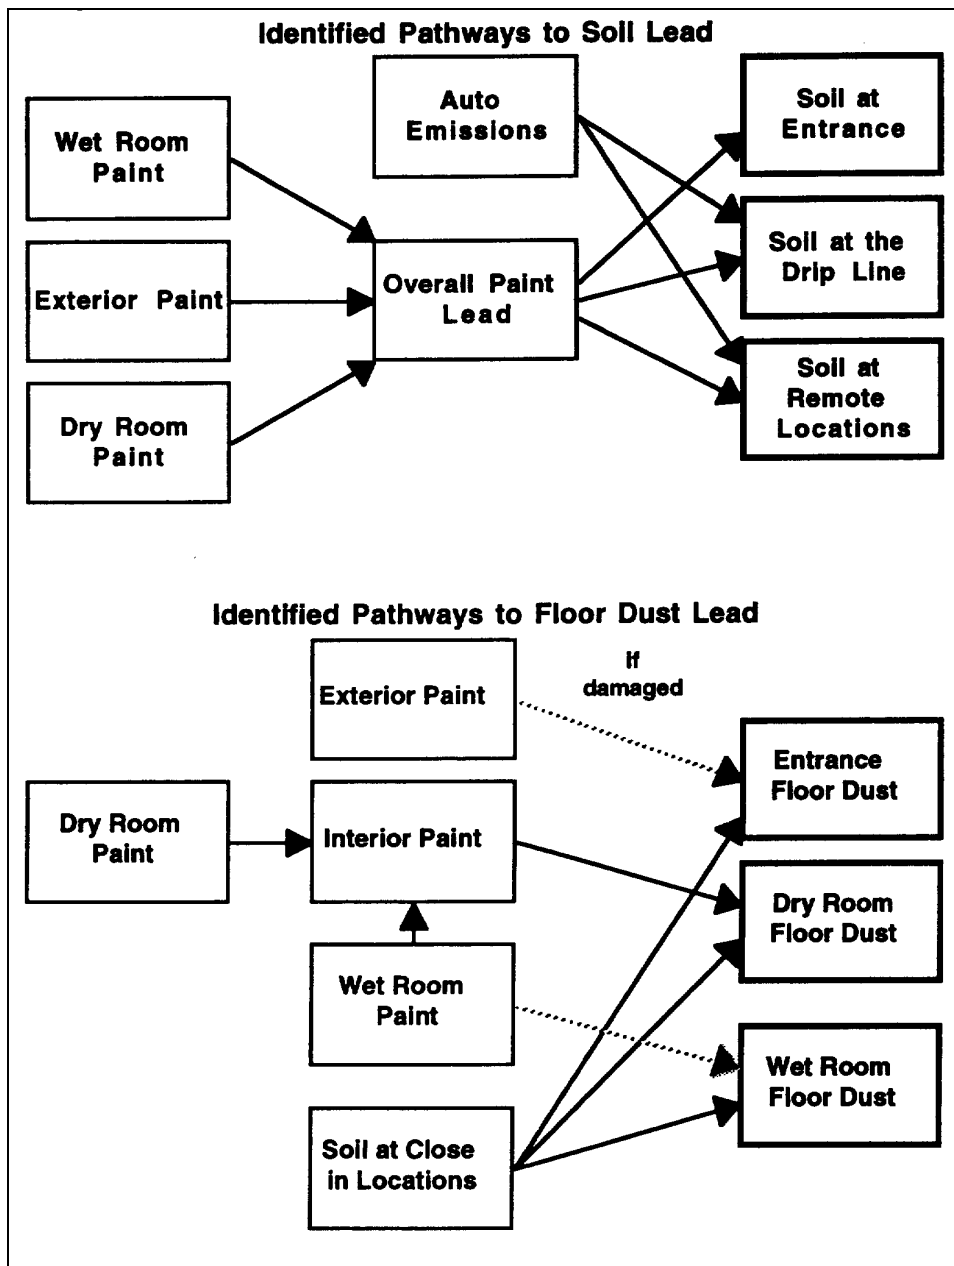 Identified Pathways to Soil Lead
Auto
Emissions
Soil at
Entrance
Wet Room
Paint
Exterior Paint
Overall Paint
Lead
Soil at the
Drip Line
Dry Room
Paint
Soil at
Remote
Locations
Identified Pathways to Floor Dust Lead
Exterior Paint
If
damaged
Entrance
Floor Dust
Dry Room
Paint
Interior Paint
Dry Room
Floor Dust
Wet Room
Paint
Wet Room
Floor Dust
Soil at Close
in Locations